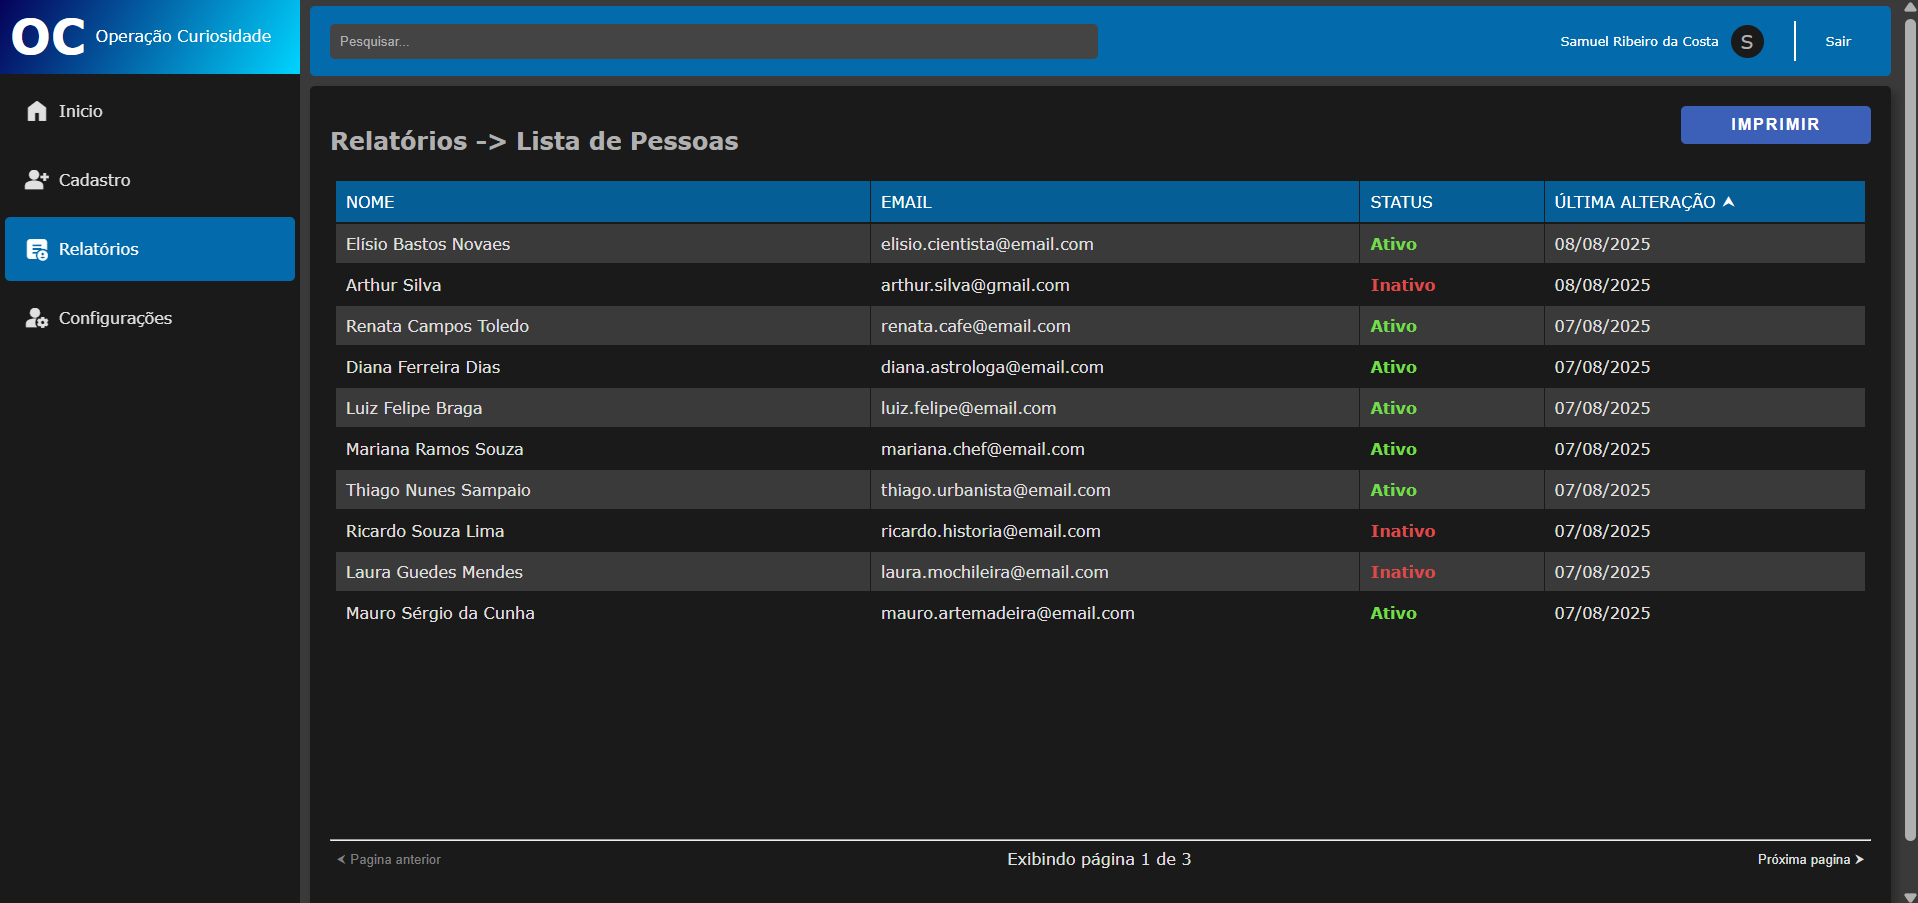 OC Operação Curiosidade
Pesquisar...
Samuel Ribeiro da Costa S
Sair
Inicio
Cadastro
Relatórios
Configurações
IMPRIMIR
Relatórios -> Lista de Pessoas
NOME EMAIL STATUS ÚLTIMA ALTERAÇÃO
Elísio Bastos Novaes elisio.cientista@email.com Ativo 08/08/2025
Arthur Silva arthur.silva@gmail.com Inativo 08/08/2025
Renata Campos Toledo renata.cafe@email.com Ativo 07/08/2025
Diana Ferreira Dias diana.astrologa@email.com Ativo 07/08/2025
Luiz Felipe Braga luiz.felipe@email.com Ativo 07/08/2025
Mariana Ramos Souza mariana.chef@email.com Ativo 07/08/2025
Thiago Nunes Sampaio thiago.urbanista@email.com Ativo 07/08/2025
Ricardo Souza Lima ricardo.historia@email.com Inativo 07/08/2025
Laura Guedes Mendes laura.mochileira@email.com Inativo 07/08/2025
Mauro Sérgio da Cunha mauro.artemadeira@email.com Ativo 07/08/2025
Pagina anterior
Exibindo página 1 de 3
Próxima pagina